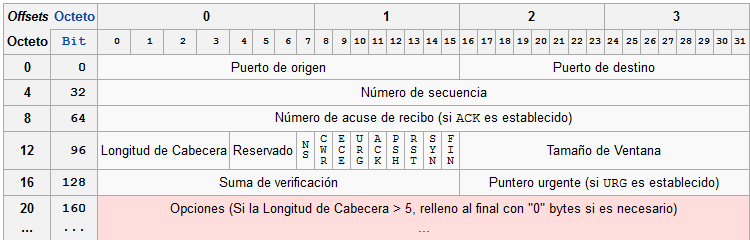 Offsets Octeto 0 1 2 3
Octeto Bit 0 1 2 3 4 5 6 7 8 9 10 11 12 13 14 15 16 17 18 19 20 21 22 23 24 25 26 27 28 29 30 31
0 0 Puerto de origen Puerto de destino
4 32 Número de secuencia
8 64 Número de acuse de recibo (si ACK es establecido)
12 96 Longitud de Cabecera Reservado NS CWR ECE URG ACK PSH RST SYN FIN Tamaño de Ventana
16 128 Suma de verificación Puntero urgente (si URG es establecido)
20 160 Opciones (Si la Longitud de Cabecera > 5, relleno al final con "0" bytes si es necesario)
... ... ...